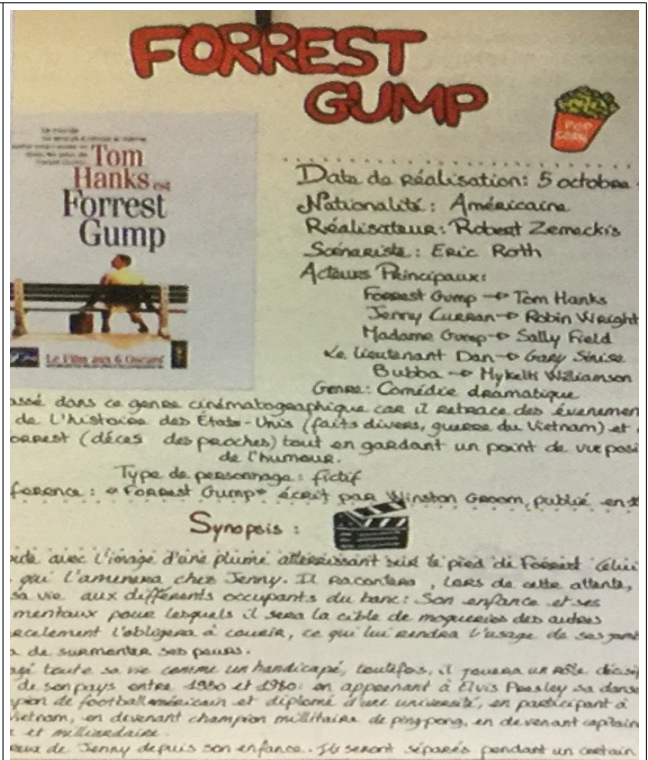 FORREST
GUMP
POP
CORN
Tom
Hanks est
Forrest
Gump
Le Film aux 6 Oscars
Date de réalisation: 5 octobre
Nationalité: Américaine
Réalisateur: Robert Zemeckis
Scénariste: Eric Roth
Acteurs Principaux:
Forrest Gump → Tom Hanks
Jenny Curran → Robin Wright
Madame Gump → Sally Field
Le lieutenant Dan → Gary Sinise
Bubba → Mykelti Williamson
Genre: Comédie dramatique
assé dans ce genre cinématographique car il retrace des évenemen
de l'histoire des États-Unis (faits divers, guerre du Vietnam) et
orrest (décès des proches) tout en gardant un point de vue posi
de l'humour.
Type de personnage: fictif
férence: "Forrest Gump" écrit par Winston Groom, publié en
Synopsis:
avec l'image d'une plume atterrissant sur le pied de Forrest Celui
qui l'amènera chez Jenny. Il racontera, lors de cette attente,
sa vie aux différents occupants du banc: Son enfance et ses
mentaux pour lesquels il sera la cible de moqueries des autres
rcelement l'obligera à courir, ce qui lui rendra l'usage de ses jamb
de surmonter ses peurs.
agé toute sa vie comme un handicapé, toutefois, il jouera un rôle décisif
de son pays entre 1950 et 1980: en apprenant à Elvis Presley sa danse
pion de football américain et diplomé d'une université, en participant à
Vietnam, en devenant champion millitaire de ping-pong, en devenant capitain
et milliardaire.
eux de Jenny depuis son enfance. Ils seront séparés pendant un certain